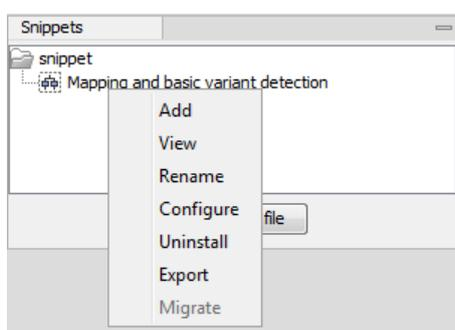 Snippets
snippet
Mapping and basic variant detection
Add
View
Rename
Configure
file
Uninstall
Export
Migrate